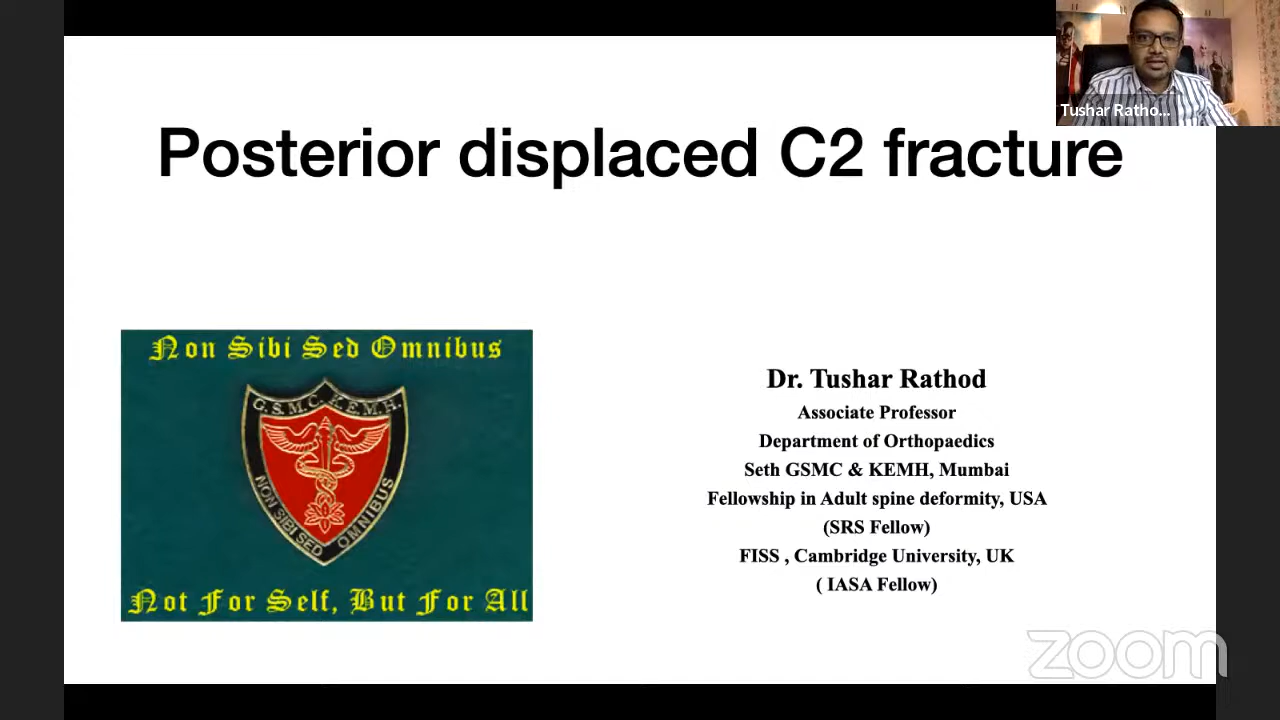 Tushar Ratho...
Posterior displaced C2 fracture
Non Sibi Sed Omnibus
G.S.M.C. K.E.M.H.
NON SIBI SED OMNIBUS
Not For Self, But For All
Dr. Tushar Rathod
Associate Professor
Department of Orthopaedics
Seth GSMC & KEMH, Mumbai
Fellowship in Adult spine deformity, USA
(SRS Fellow)
FISS , Cambridge University, UK
( IASA Fellow)
zoom